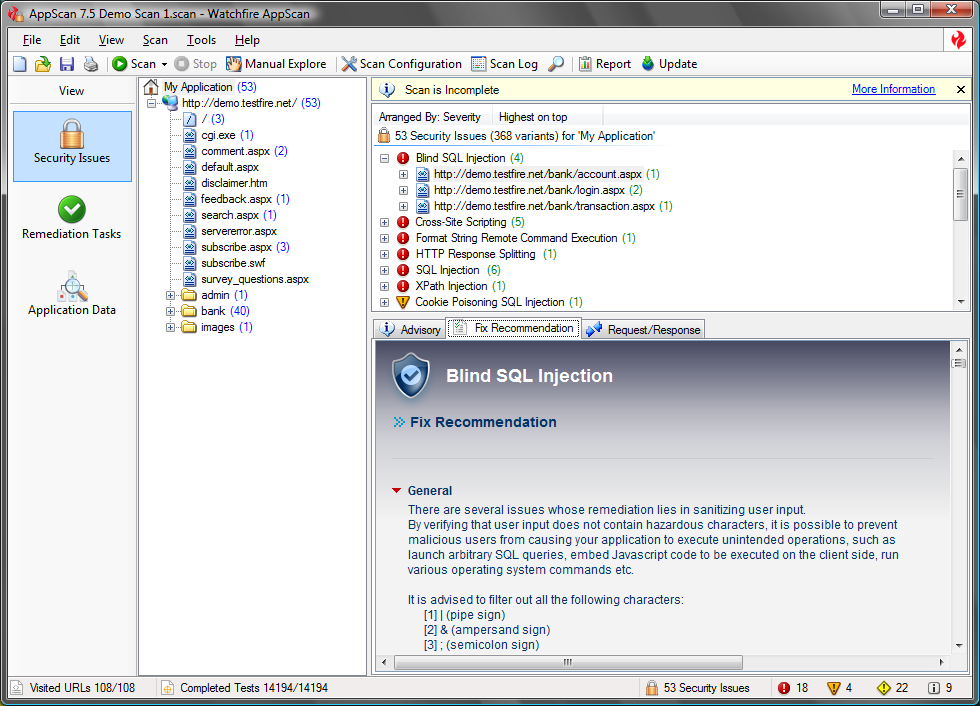 AppScan 7.5 Demo Scan 1.scan - Watchfire AppScan
File Edit View Scan Tools Help
Scan Stop Manual Explore Scan Configuration Scan Log Report Update
View
Security Issues
Remediation Tasks
Application Data
My Application (53)
http://demo.testfire.net/ (53)
/ (3)
cgi.exe (1)
comment.aspx (2)
default.aspx
disclaimer.htm
feedback.aspx (1)
search.aspx (1)
servererror.aspx
subscribe.aspx (3)
subscribe.swf
survey_questions.aspx
admin (1)
bank (40)
images (1)
Scan is Incomplete More Information
Arranged By: Severity Highest on top
53 Security Issues (368 variants) for 'My Application'
Blind SQL Injection (4)
http://demo.testfire.net/bank/account.aspx (1)
http://demo.testfire.net/bank/login.aspx (2)
http://demo.testfire.net/bank/transaction.aspx (1)
Cross-Site Scripting (5)
Format String Remote Command Execution (1)
HTTP Response Splitting (1)
SQL Injection (6)
XPath Injection (1)
Cookie Poisoning SQL Injection (1)
Advisory Fix Recommendation Request/Response
Blind SQL Injection
Fix Recommendation
General
There are several issues whose remediation lies in sanitizing user input.
By verifying that user input does not contain hazardous characters, it is possible to prevent
malicious users from causing your application to execute unintended operations, such as
launch arbitrary SQL queries, embed Javascript code to be executed on the client side, run
various operating system commands etc.
It is advised to filter out all the following characters:
[1] | (pipe sign)
[2] & (ampersand sign)
[3] ; (semicolon sign)
Visited URLs 108/108 Completed Tests 14194/14194 53 Security Issues 18 4 22 9